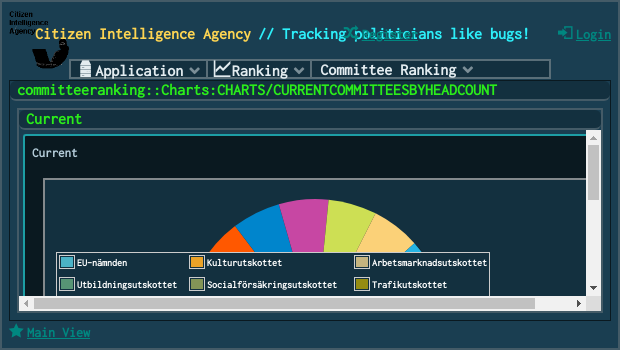 Citizen
Intelligence
Agency
Citizen Intelligence Agency // Tracking politicians like bugs!
Register
Login
Application
Ranking
Committee Ranking
committeeranking::Charts:CHARTS/CURRENTCOMMITTEESBYHEADCOUNT
Current
Current
EU-nämnden
Kulturutskottet
Arbetsmarknadsutskottet
Utbildningsutskottet
Socialförsäkringsutskottet
Trafikutskottet
Main View